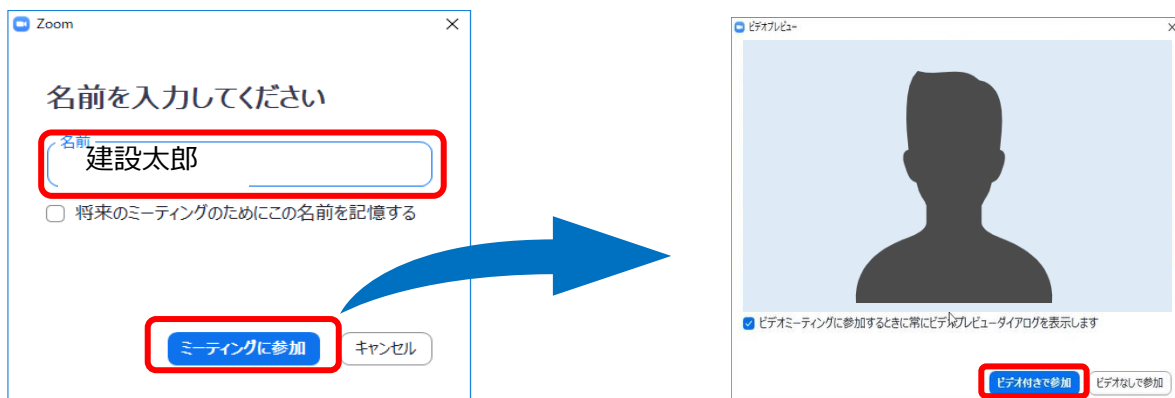 Zoom
名前を入力してください
名前
建設太郎
将来のミーティングのためにこの名前を記憶する
ミーティングに参加
キャンセル
ビデオプレビュー
ビデオミーティングに参加するときに常にビデオプレビューダイアログを表示します
ビデオ付きで参加
ビデオなしで参加